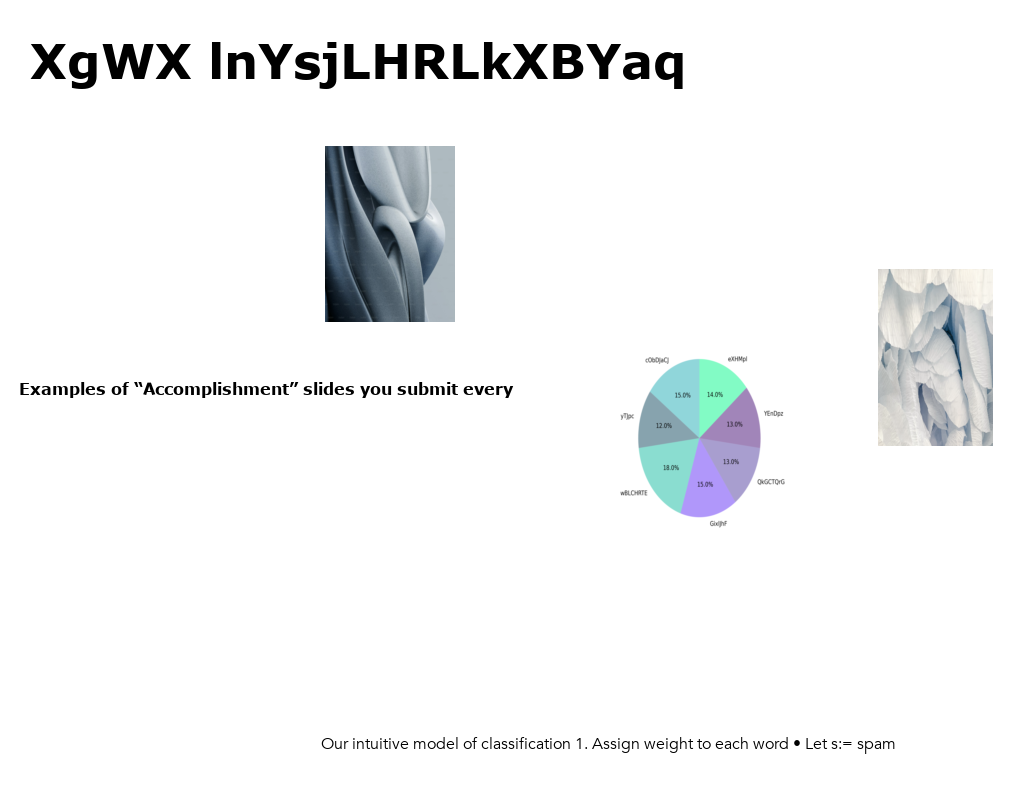 XgWX lnYsjLHRLkXBYaq
Examples of “Accomplishment” slides you submit every
cObDJaCJ
eXHMpl
15.0%
14.0%
yTJpc
YEnDpz
12.0%
13.0%
18.0%
13.0%
15.0%
QkGCTQrG
wBLCHRTE
GixIJhF
Our intuitive model of classification 1. Assign weight to each word • Let s:= spam